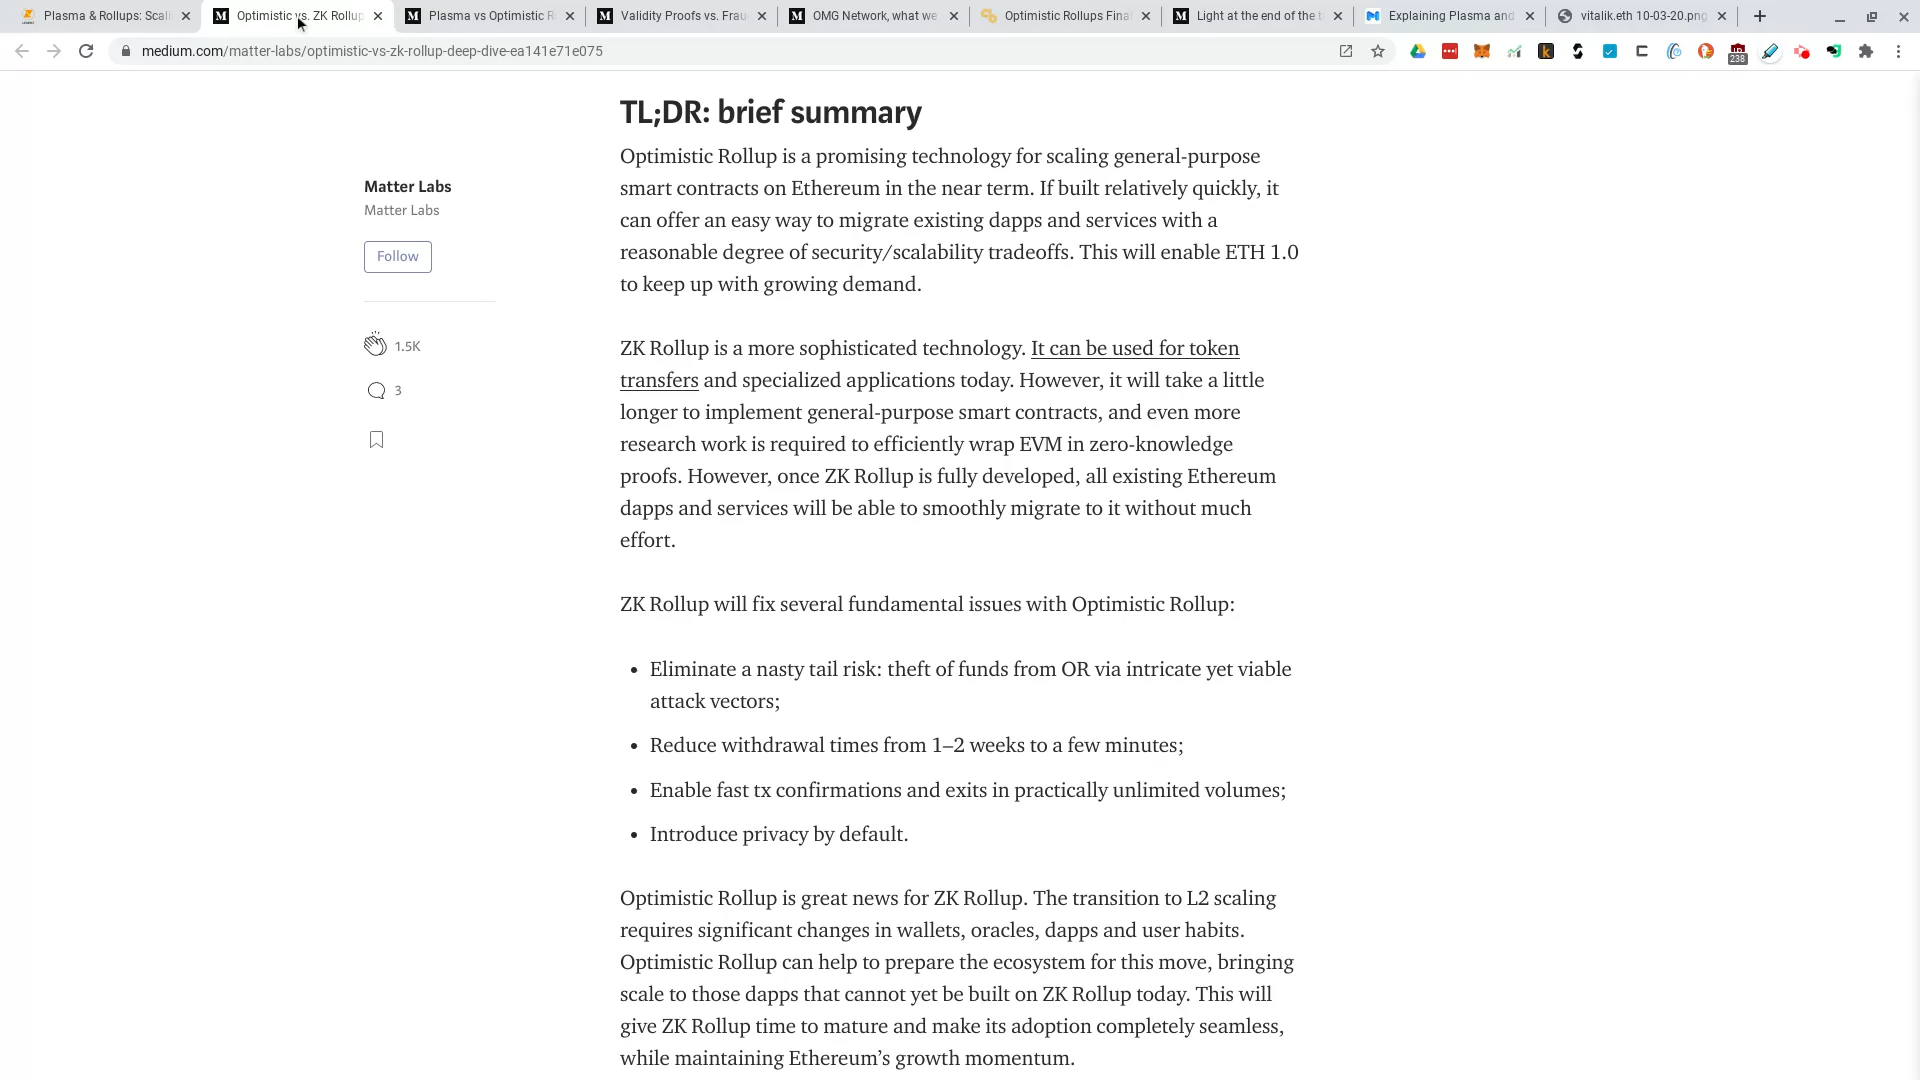 Plasma & Rollups: Scali
Optimistic vs. ZK Rollup
Plasma vs Optimistic R
Validity Proofs vs. Frau
OMG Network, what we
Optimistic Rollups Fina
Light at the end of the t
Explaining Plasma and
vitalik.eth 10-03-20.png
medium.com/matter-labs/optimistic-vs-zk-rollup-deep-dive-ea141e71e075
238
TL;DR: brief summary
Optimistic Rollup is a promising technology for scaling general-purpose
smart contracts on Ethereum in the near term. If built relatively quickly, it
can offer an easy way to migrate existing dapps and services with a
reasonable degree of security/scalability tradeoffs. This will enable ETH 1.0
to keep up with growing demand.
Matter Labs
Matter Labs
Follow
1.5K
3
ZK Rollup is a more sophisticated technology. It can be used for token
transfers and specialized applications today. However, it will take a little
longer to implement general-purpose smart contracts, and even more
research work is required to efficiently wrap EVM in zero-knowledge
proofs. However, once ZK Rollup is fully developed, all existing Ethereum
dapps and services will be able to smoothly migrate to it without much
effort.
ZK Rollup will fix several fundamental issues with Optimistic Rollup:
• Eliminate a nasty tail risk: theft of funds from OR via intricate yet viable
attack vectors;
• Reduce withdrawal times from 1–2 weeks to a few minutes;
• Enable fast tx confirmations and exits in practically unlimited volumes;
• Introduce privacy by default.
Optimistic Rollup is great news for ZK Rollup. The transition to L2 scaling
requires significant changes in wallets, oracles, dapps and user habits.
Optimistic Rollup can help to prepare the ecosystem for this move, bringing
scale to those dapps that cannot yet be built on ZK Rollup today. This will
give ZK Rollup time to mature and make its adoption completely seamless,
while maintaining Ethereum’s growth momentum.